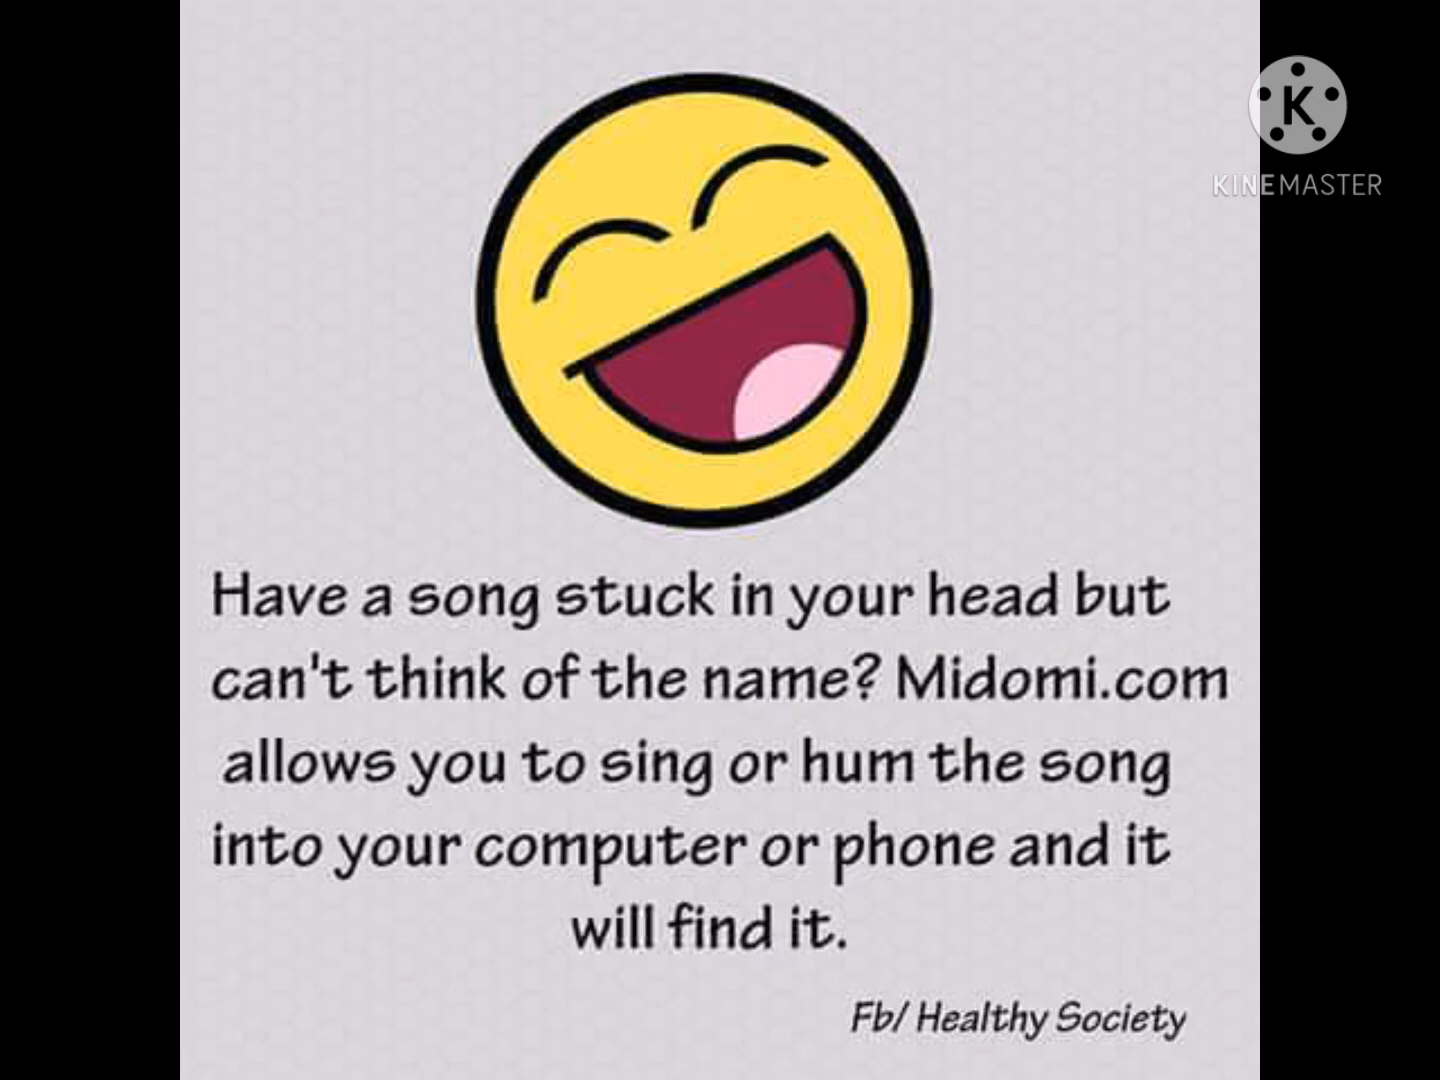 K
KINEMASTER
Have a song stuck in your head but
can't think of the name? Midomi.com
allows you to sing or hum the song
into your computer or phone and it
will find it.
Fb/ Healthy Society